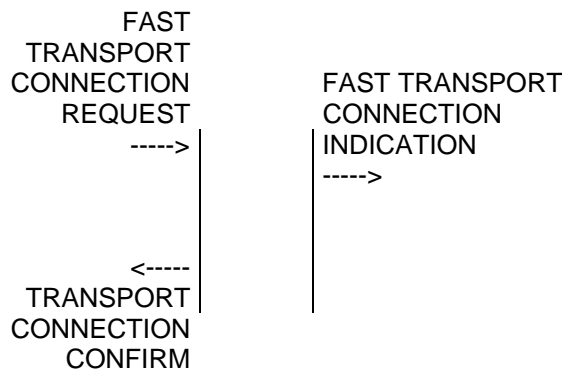 FAST
TRANSPORT
CONNECTION
REQUEST
----->
FAST TRANSPORT
CONNECTION
INDICATION
----->
<-----
TRANSPORT
CONNECTION
CONFIRM